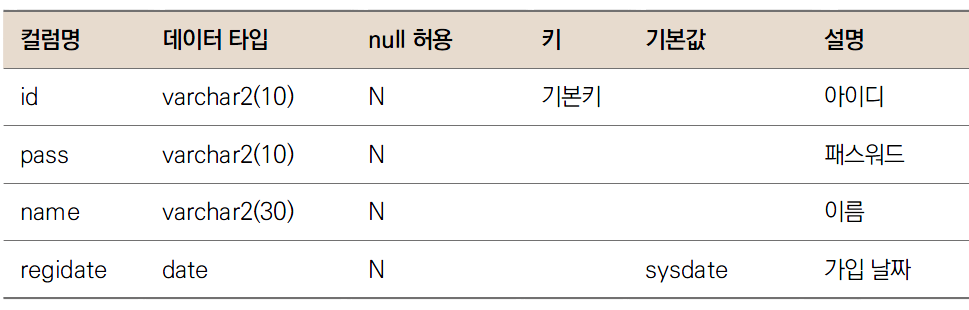 컬럼명 데이터 타입 null 허용 키 기본값 설명
id varchar2(10) N 기본키 아이디
pass varchar2(10) N 패스워드
name varchar2(30) N 이름
regidate date N sysdate 가입 날짜